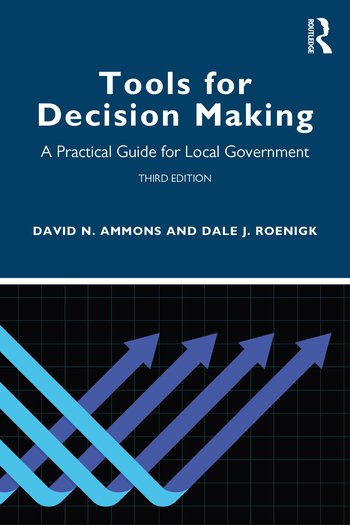 ROUTLEDGE
Tools for
Decision Making
A Practical Guide for Local Government
THIRD EDITION
DAVID N. AMMONS AND DALE J. ROENIGK